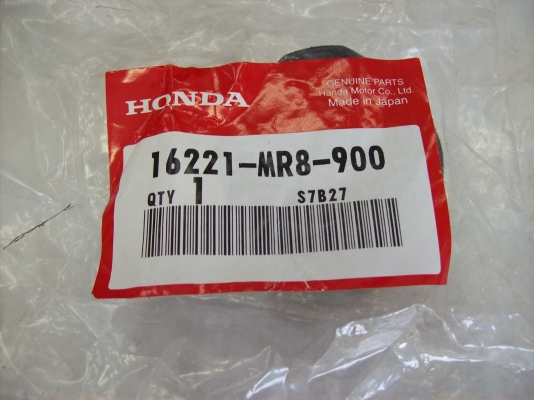 HONDA
GENUINE PARTS
Honda Motor Co., Ltd.
Made in Japan
16221-MR8-900
QTY 1 S7B27